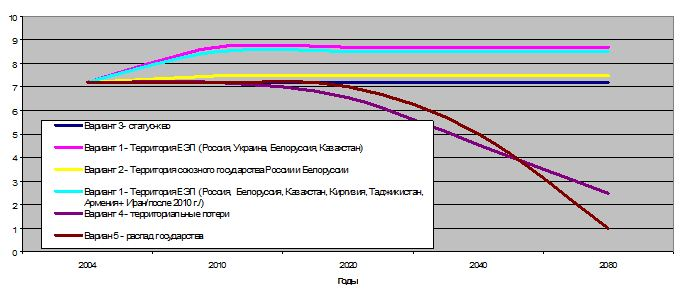 10
9
8
7
6
5
4
3
2
1
0
Вариант 3- статус-кво
Вариант 1 - Территория ЕЭП (Россия, Украина, Белоруссия, Казахстан)
Вариант 2 - Территория союзного государства России и Белоруссии
Вариант 1 - Территория ЕЭП (Россия, Белоруссия, Казахстан, Киргизия, Таджикистан,
Армения + Иран/после 2010 г./)
Вариант 4 - территориальные потери
Вариан 5 - распад государства
2004 2010 2020 2040 2080
Годы